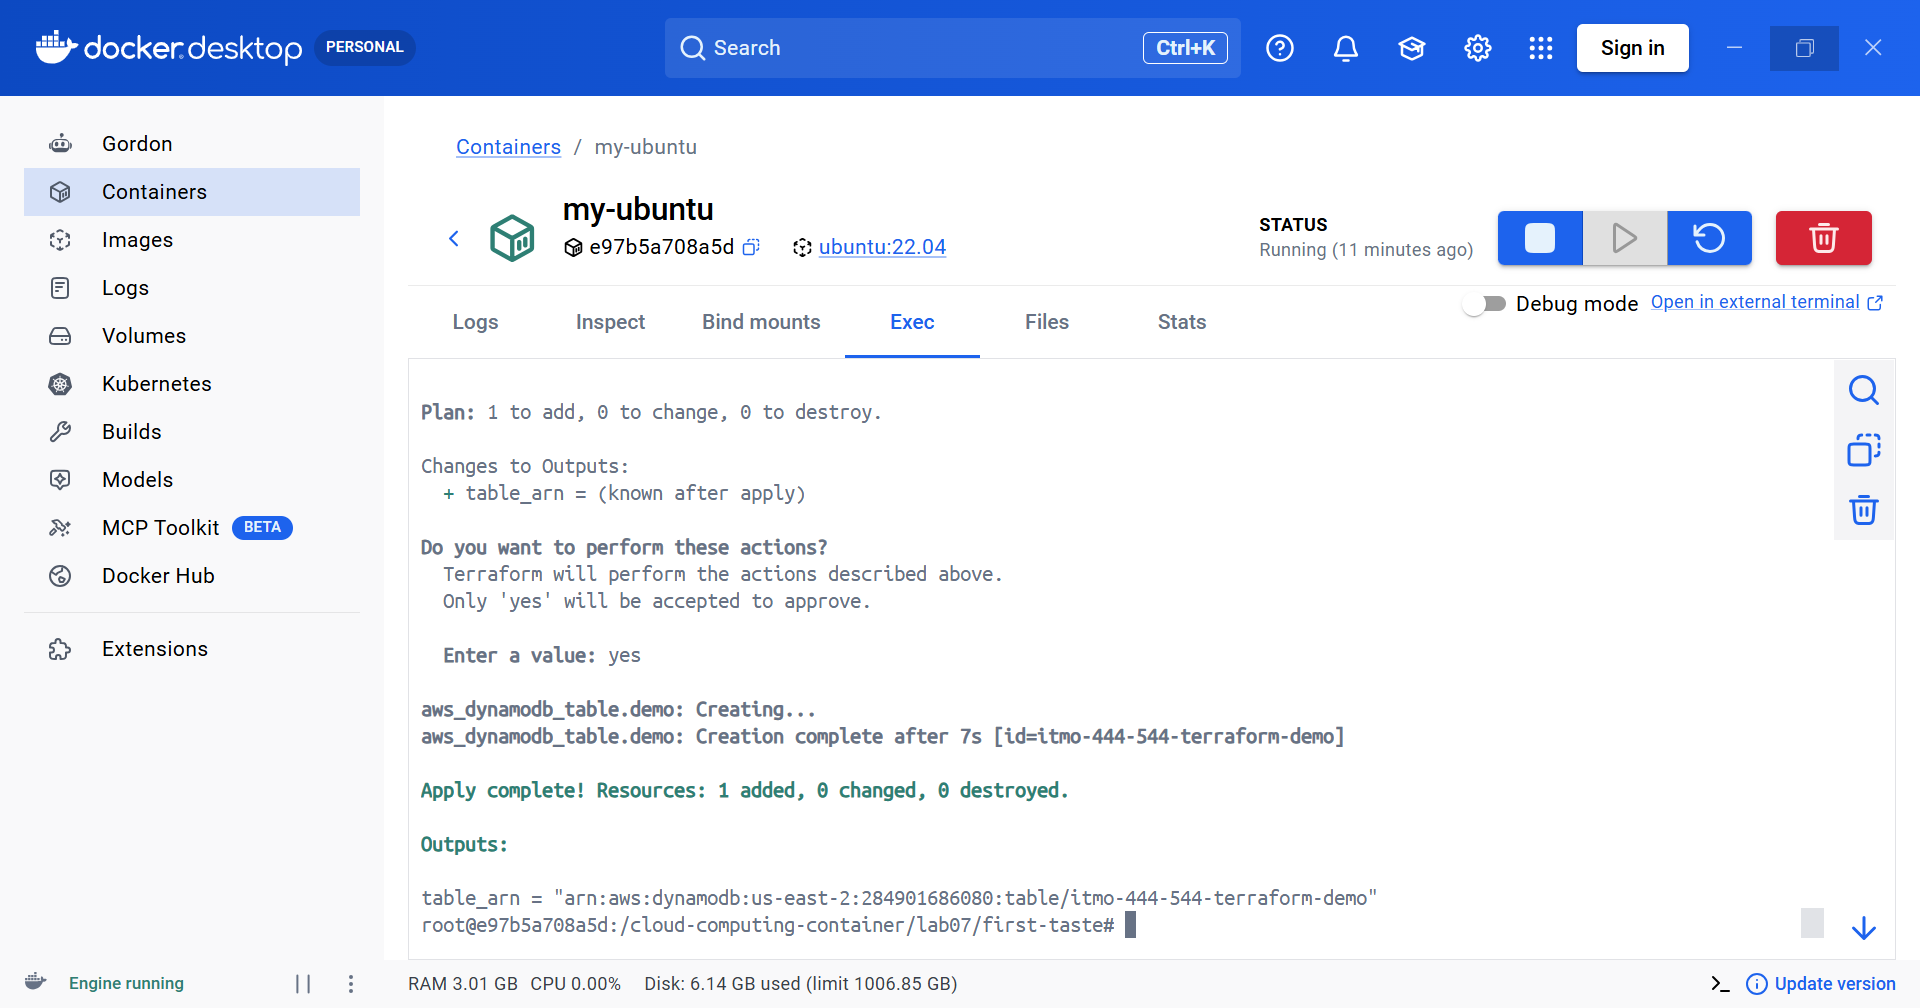 docker desktop PERSONAL
Search Ctrl+K
Sign in
Gordon
Containers
Images
Logs
Volumes
Kubernetes
Builds
Models
MCP Toolkit BETA
Docker Hub
Extensions
Containers / my-ubuntu
my-ubuntu
e97b5a708a5d ubuntu:22.04
STATUS
Running (11 minutes ago)
Logs Inspect Bind mounts Exec Files Stats
Debug mode Open in external terminal
Plan: 1 to add, 0 to change, 0 to destroy.
Changes to Outputs:
+ table_arn = (known after apply)
Do you want to perform these actions?
Terraform will perform the actions described above.
Only 'yes' will be accepted to approve.
Enter a value: yes
aws_dynamodb_table.demo: Creating...
aws_dynamodb_table.demo: Creation complete after 7s [id=itmo-444-544-terraform-demo]
Apply complete! Resources: 1 added, 0 changed, 0 destroyed.
Outputs:
table_arn = "arn:aws:dynamodb:us-east-2:284901686080:table/itmo-444-544-terraform-demo"
root@e97b5a708a5d:/cloud-computing-container/lab07/first-taste#
Engine running
RAM 3.01 GB CPU 0.00% Disk: 6.14 GB used (limit 1006.85 GB)
Update version